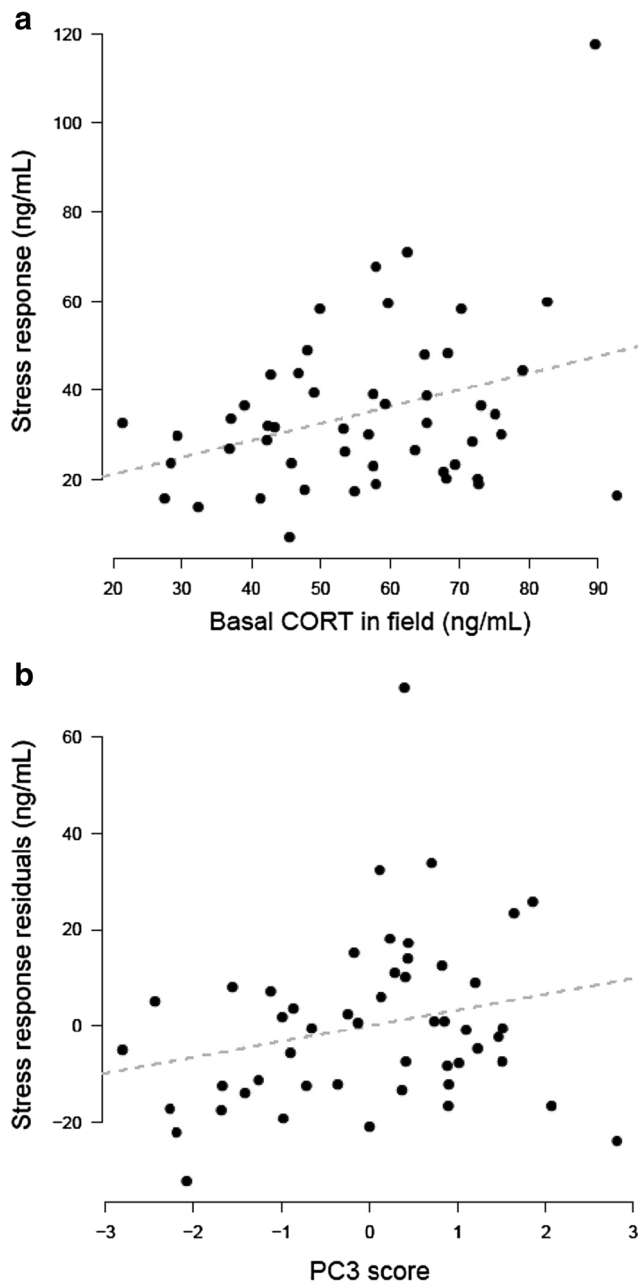 a
120
100
80
60
40
20
Stress response (ng/mL)
20 30 40 50 60 70 80 90
Basal CORT in field (ng/mL)
b
60
40
20
0
−20
Stress response residuals (ng/mL)
−3 −2 −1 0 1 2 3
PC3 score